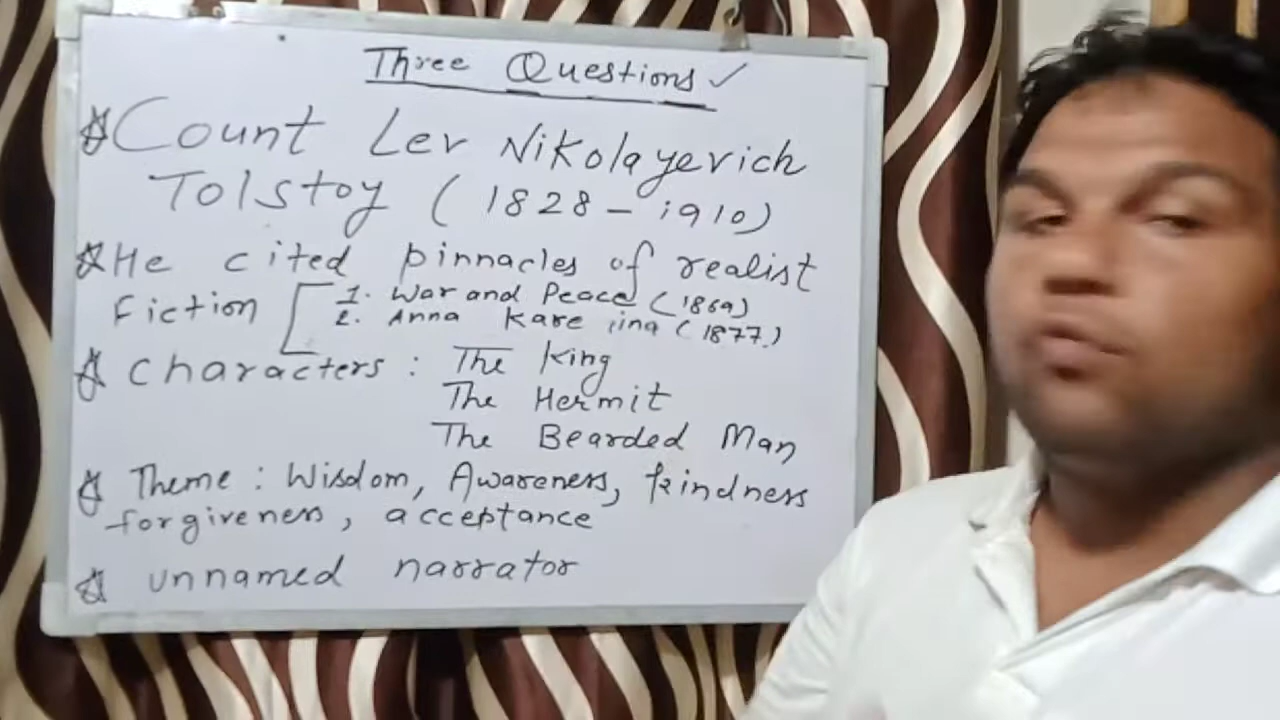 Three Questions ✓
Count Lev Nikolayevich
Tolstoy (1828 - 1910)
He cited pinnacles of realist
Fiction [ 1. War and Peace (1869)
2. Anna Kare iina (1877)
Characters : The King
The Hermit
The Bearded Man
Theme : Wisdom, Awareness, kindness
forgiveness, acceptance
unnamed narrator